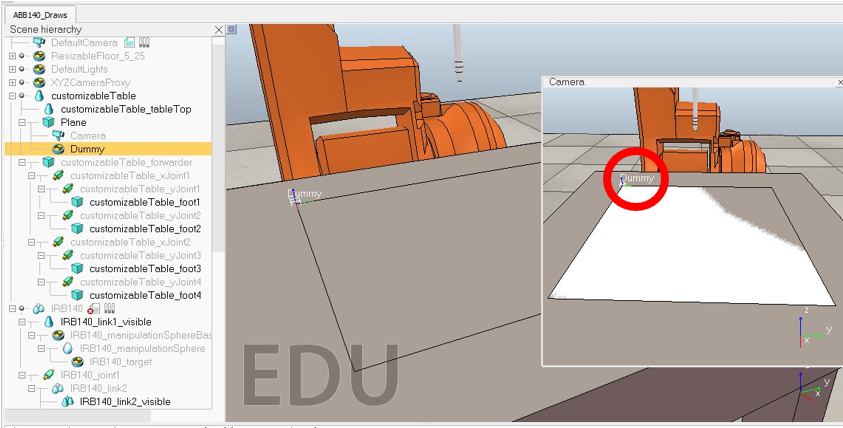 ABB140_Draws
Scene hierarchy
DefaultCamera
ResizableFloor_5_25
DefaultLights
XYZCameraProxy
customizableTable
customizableTable_tableTop
Plane
Camera
Dummy
customizableTable_forwarder
customizableTable_xJoint1
customizableTable_yJoint1
customizableTable_foot1
customizableTable_yJoint2
customizableTable_foot2
customizableTable_xJoint2
customizableTable_yJoint3
customizableTable_foot3
customizableTable_yJoint4
customizableTable_foot4
IRB140
IRB140_link1_visible
IRB140_manipulationSphereBas
IRB140_manipulationSphere
IRB140_target
IRB140_joint1
IRB140_link2
IRB140_link2_visible
Dummy
EDU
Camera
Dummy
z
y
x
y
x